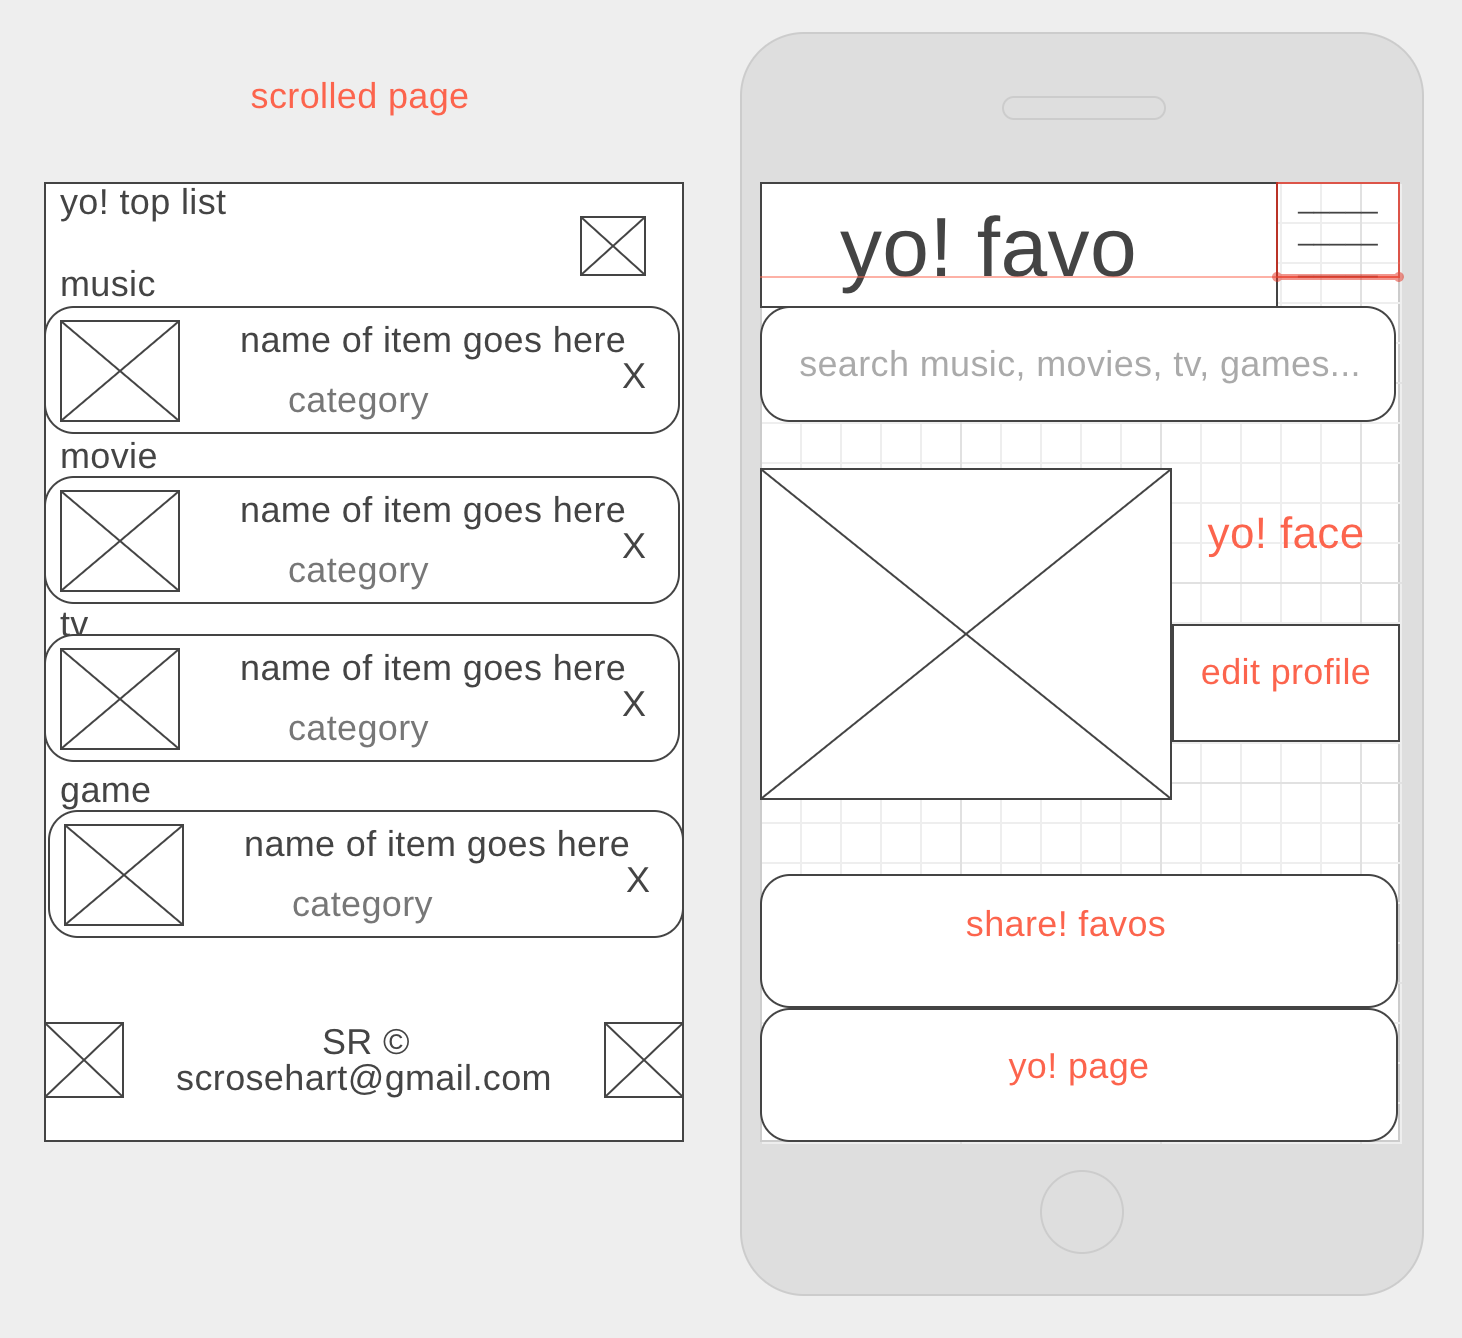 scrolled page
yo! top list
music
name of item goes here
X
category
movie
name of item goes here
X
category
tv
name of item goes here
X
category
game
name of item goes here
X
category
SR ©
scrosehart@gmail.com
yo! favo
search music, movies, tv, games...
yo! face
edit profile
share! favos
yo! page